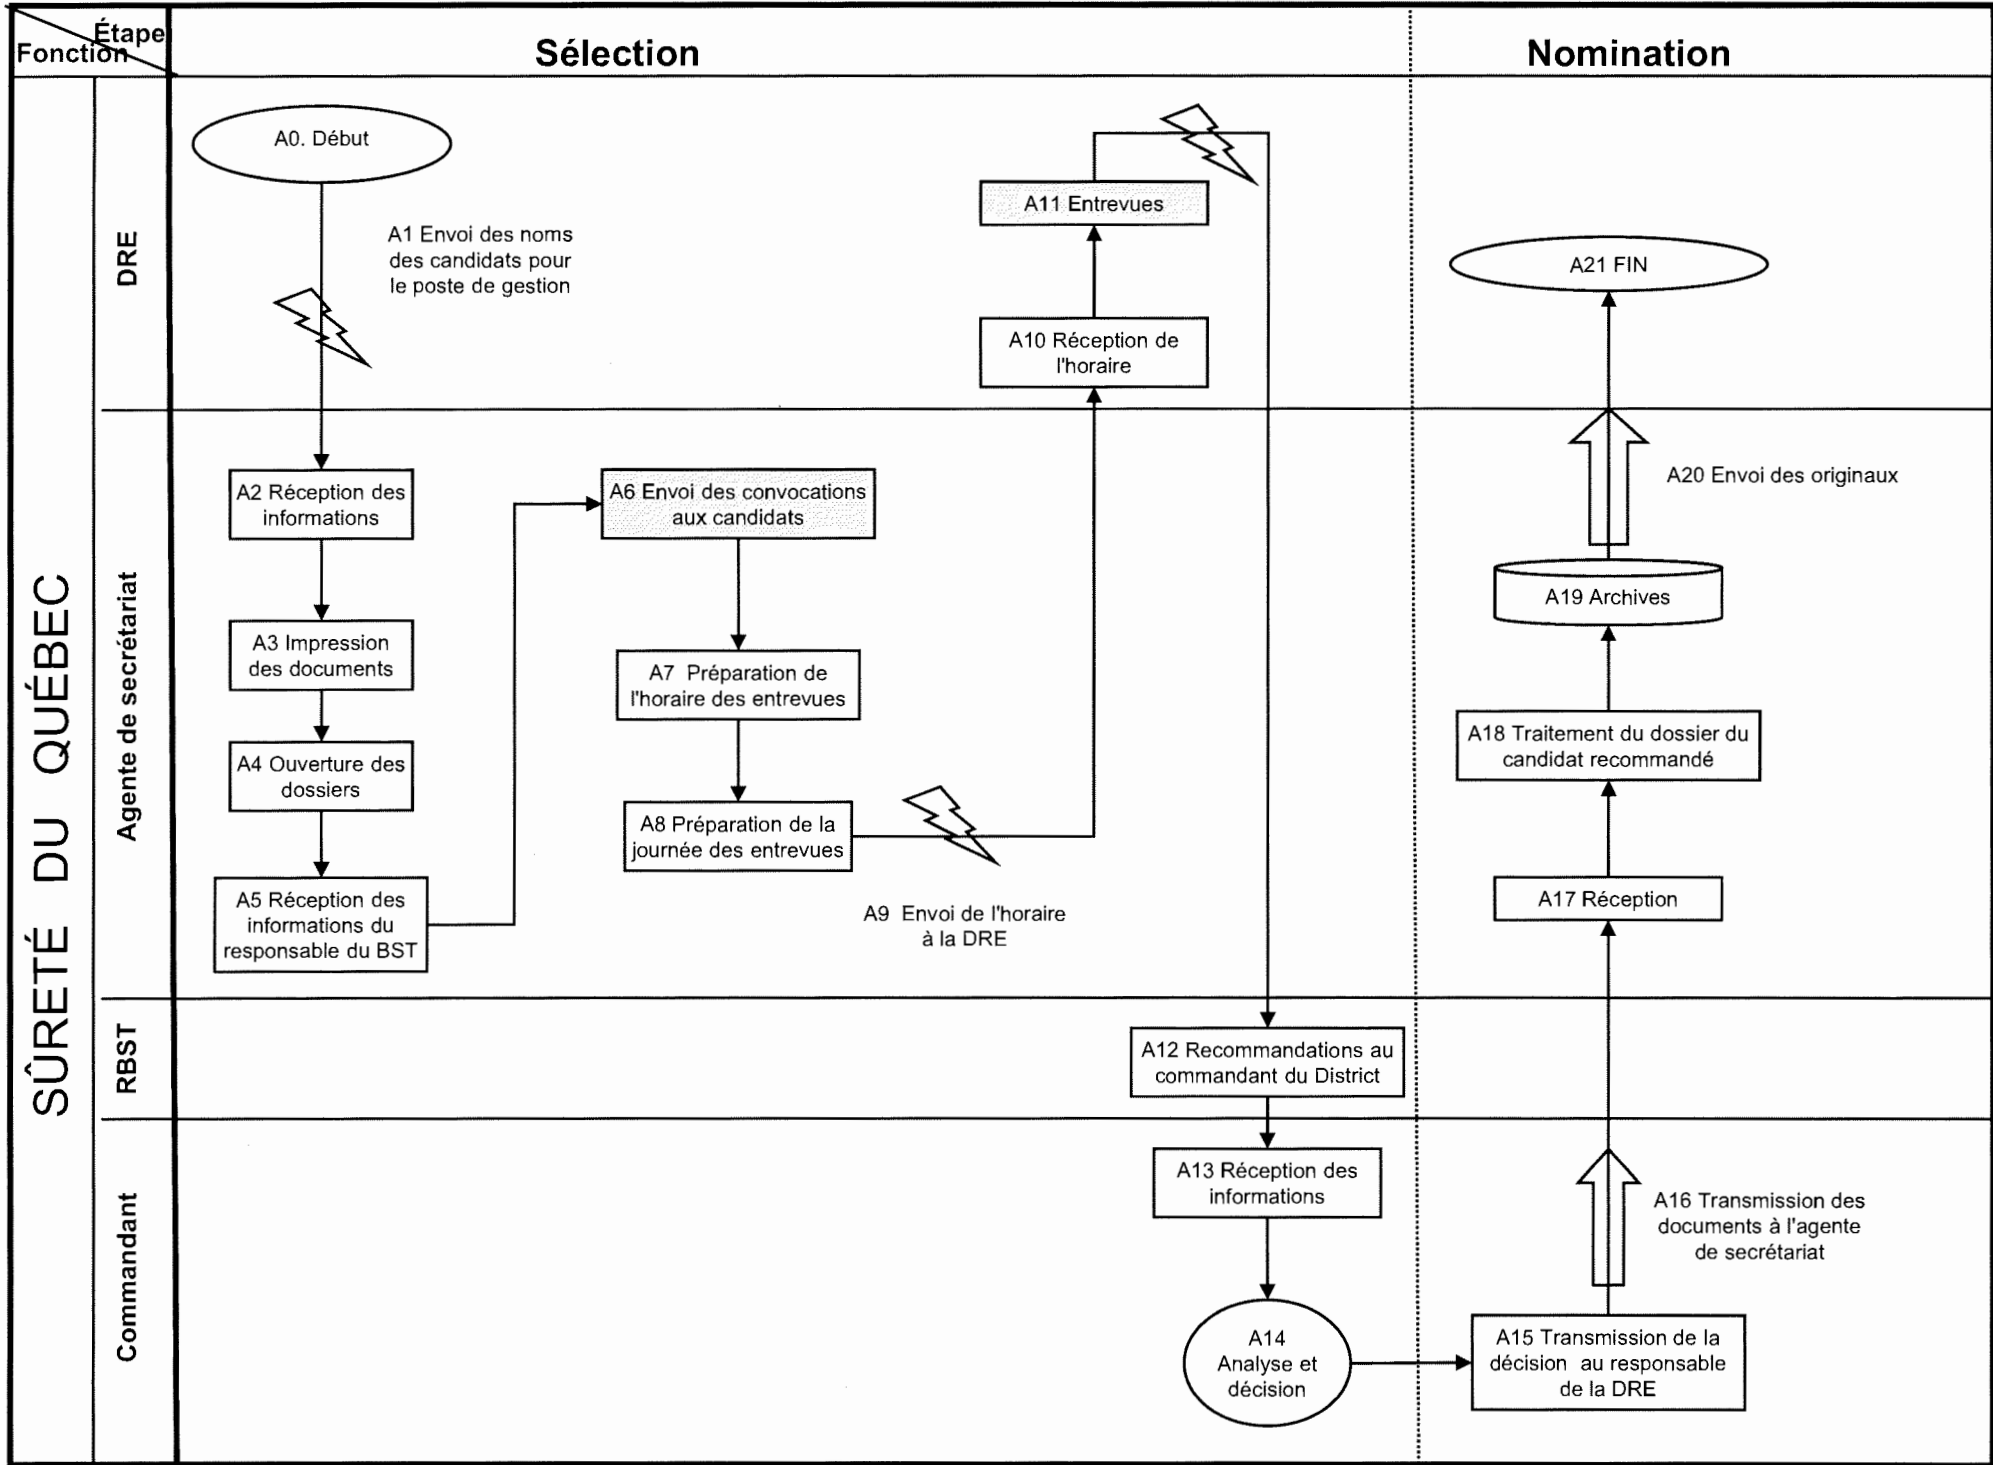 Étape
Fonction
Sélection
Nomination
SÛRETÉ DU QUÉBEC
DRE
A0. Début
A1 Envoi des noms
des candidats pour
le poste de gestion
A11 Entrevues
A10 Réception de
l'horaire
A21 FIN
Agente de secrétariat
A2 Réception des
informations
A3 Impression
des documents
A4 Ouverture des
dossiers
A5 Réception des
informations du
responsable du BST
A6 Envoi des convocations
aux candidats
A7 Préparation de
l'horaire des entrevues
A8 Préparation de la
journée des entrevues
A9 Envoi de l'horaire
à la DRE
A20 Envoi des originaux
A19 Archives
A18 Traitement du dossier du
candidat recommandé
A17 Réception
RBST
A12 Recommandations au
commandant du District
Commandant
A13 Réception des
informations
A14
Analyse et
décision
A15 Transmission de la
décision au responsable
de la DRE
A16 Transmission des
documents à l'agente
de secrétariat